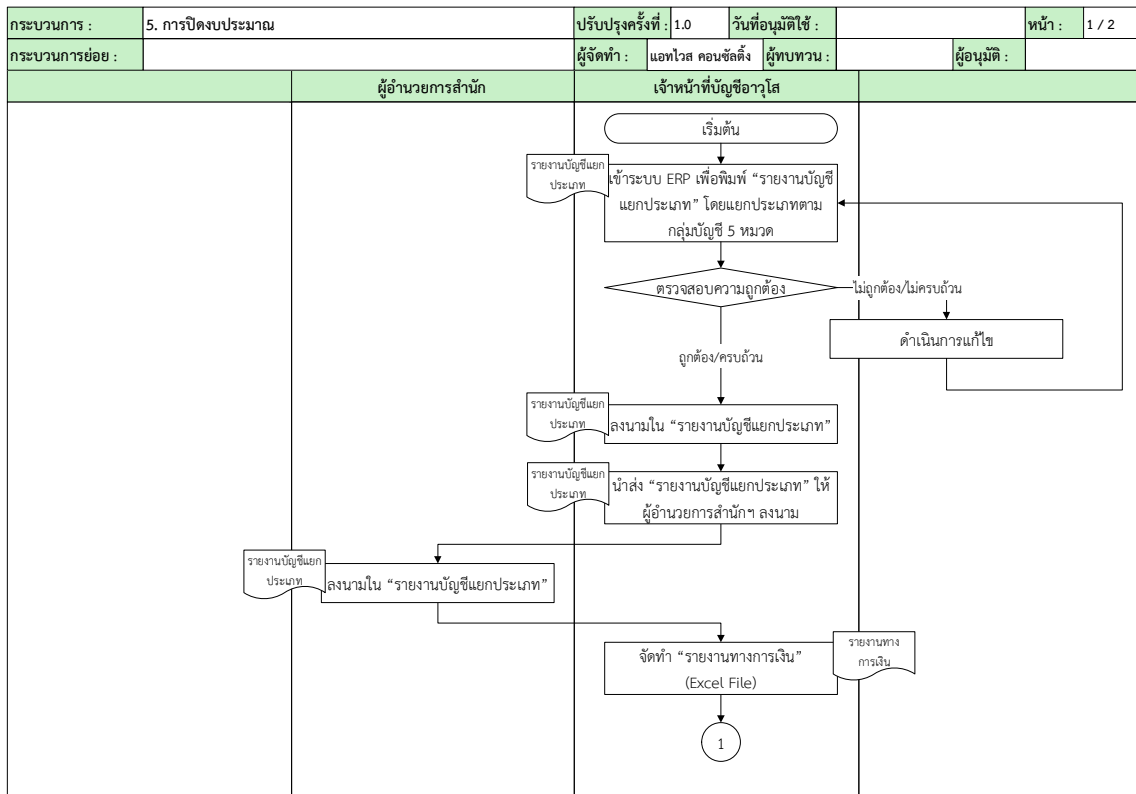 กระบวนการ : 5. การปิดงบประมาณ ปรับปรุงครั้งที่ : 1.0 วันที่อนุมัติใช้ : หน้า : 1 / 2
กระบวนการย่อย : ผู้จัดทำ : แอทไวส คอนซัลติ้ง ผู้ทบทวน : ผู้อนุมัติ :
ผู้อำนวยการสำนัก เจ้าหน้าที่บัญชีอาวุโส
เริ่มต้น
รายงานบัญชีแยก
ประเภท
เข้าระบบ ERP เพื่อพิมพ์ “รายงานบัญชี
แยกประเภท” โดยแยกประเภทตาม
กลุ่มบัญชี 5 หมวด
ตรวจสอบความถูกต้อง
ไม่ถูกต้อง/ไม่ครบถ้วน
ดำเนินการแก้ไข
ถูกต้อง/ครบถ้วน
รายงานบัญชีแยก
ประเภท
ลงนามใน “รายงานบัญชีแยกประเภท”
รายงานบัญชีแยก
ประเภท
นำส่ง “รายงานบัญชีแยกประเภท” ให้
ผู้อำนวยการสำนักฯ ลงนาม
รายงานบัญชีแยก
ประเภท
ลงนามใน “รายงานบัญชีแยกประเภท”
จัดทำ “รายงานทางการเงิน”
(Excel File)
รายงานทาง
การเงิน
1